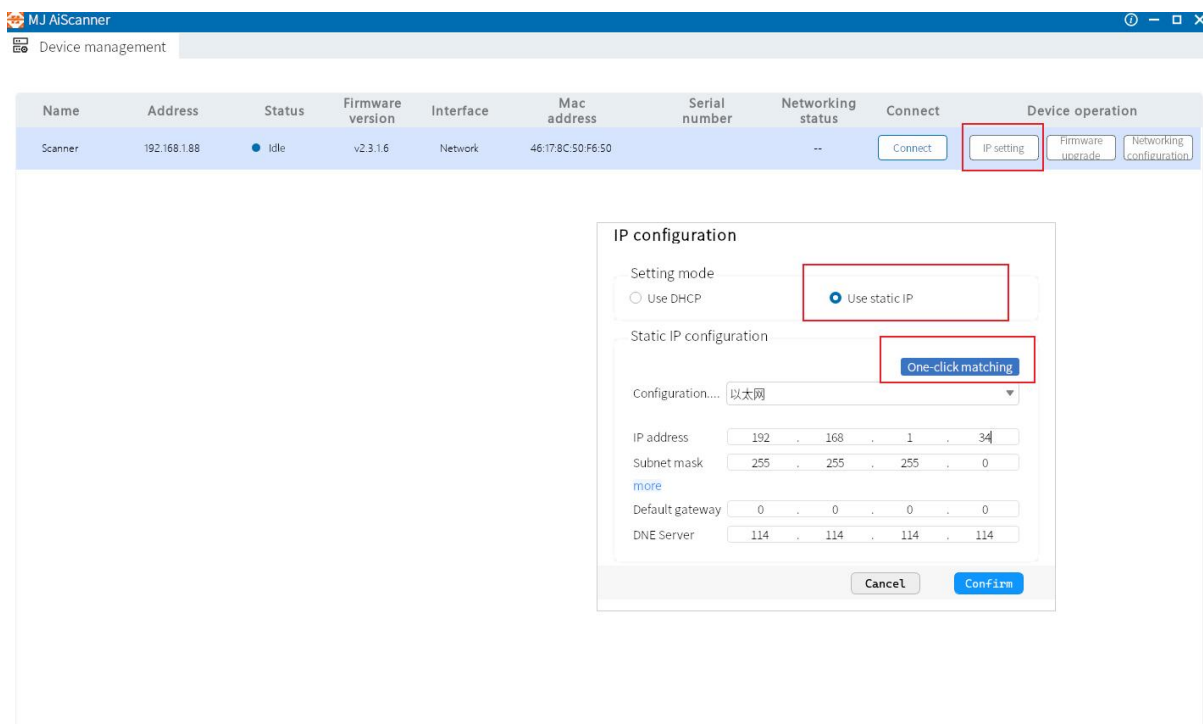 MJ AiScanner
Device management
Name Address Status Firmware version Interface Mac address Serial number Networking status Connect Device operation
Scanner 192.168.1.88 Idle v2.3.1.6 Network 46:17:8C:50:F6:50 -- Connect IP setting Firmware upgrade Networking configuration
IP configuration
Setting mode
Use DHCP Use static IP
Static IP configuration
One-click matching
Configuration.... 以太网
IP address 192 . 168 . 1 . 34
Subnet mask 255 . 255 . 255 . 0
more
Default gateway 0 . 0 . 0 . 0
DNE Server 114 . 114 . 114 . 114
Cancel Confirm